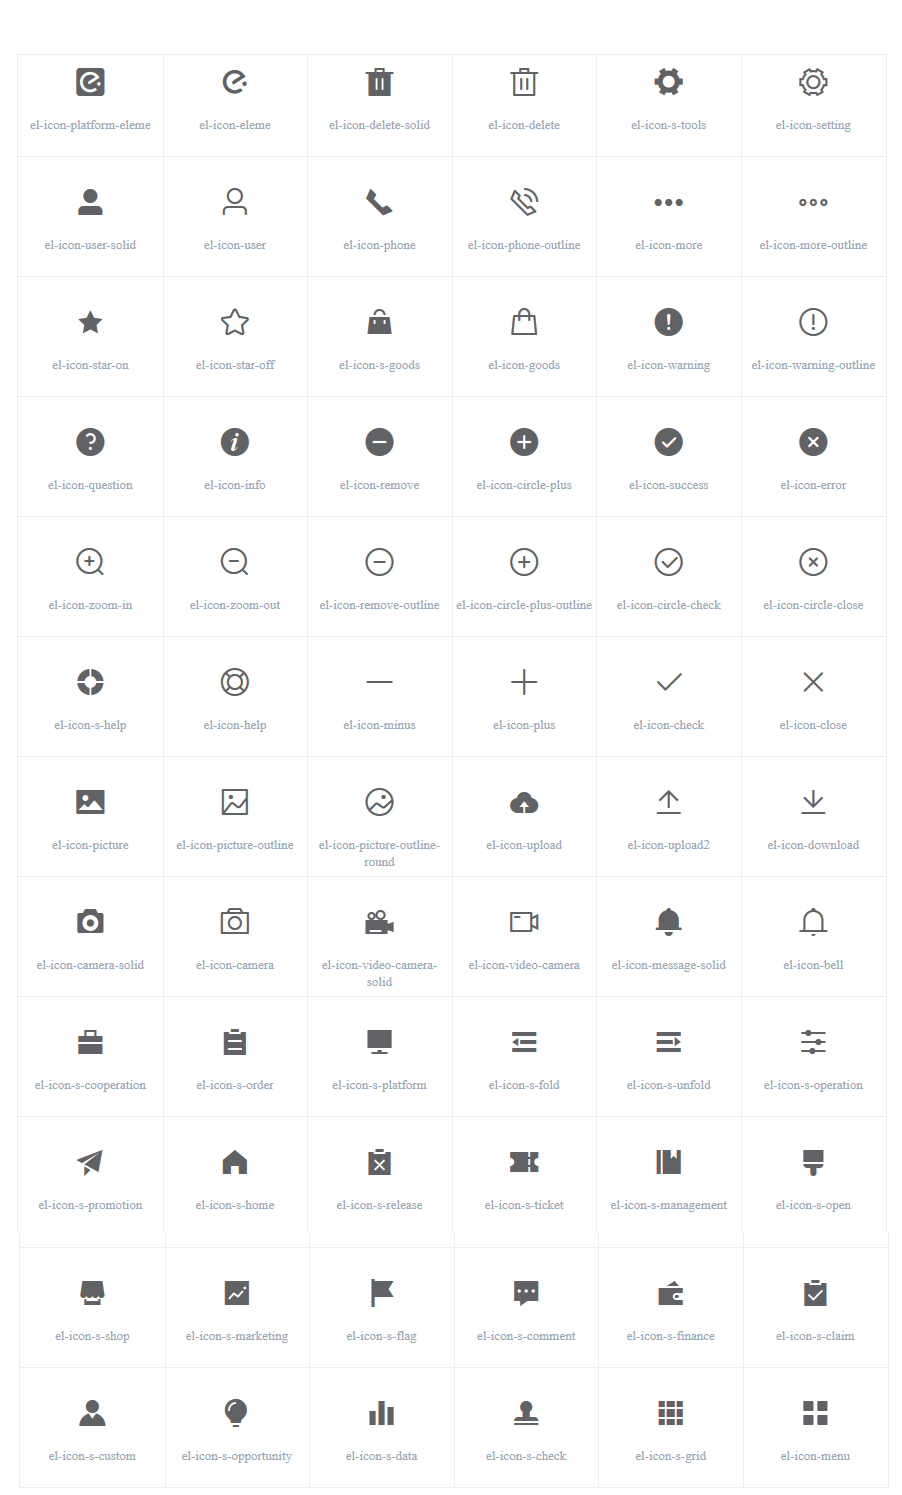 el-icon-platform-eleme
el-icon-eleme
el-icon-delete-solid
el-icon-delete
el-icon-s-tools
el-icon-setting
el-icon-user-solid
el-icon-user
el-icon-phone
el-icon-phone-outline
el-icon-more
el-icon-more-outline
el-icon-star-on
el-icon-star-off
el-icon-s-goods
el-icon-goods
el-icon-warning
el-icon-warning-outline
el-icon-question
el-icon-info
el-icon-remove
el-icon-circle-plus
el-icon-success
el-icon-error
el-icon-zoom-in
el-icon-zoom-out
el-icon-remove-outline
el-icon-circle-plus-outline
el-icon-circle-check
el-icon-circle-close
el-icon-s-help
el-icon-help
el-icon-minus
el-icon-plus
el-icon-check
el-icon-close
el-icon-picture
el-icon-picture-outline
el-icon-picture-outline-
round
el-icon-upload
el-icon-upload2
el-icon-download
el-icon-camera-solid
el-icon-camera
el-icon-video-camera-
solid
el-icon-video-camera
el-icon-message-solid
el-icon-bell
el-icon-s-cooperation
el-icon-s-order
el-icon-s-platform
el-icon-s-fold
el-icon-s-unfold
el-icon-s-operation
el-icon-s-promotion
el-icon-s-home
el-icon-s-release
el-icon-s-ticket
el-icon-s-management
el-icon-s-open
el-icon-s-shop
el-icon-s-marketing
el-icon-s-flag
el-icon-s-comment
el-icon-s-finance
el-icon-s-claim
el-icon-s-custom
el-icon-s-opportunity
el-icon-s-data
el-icon-s-check
el-icon-s-grid
el-icon-menu